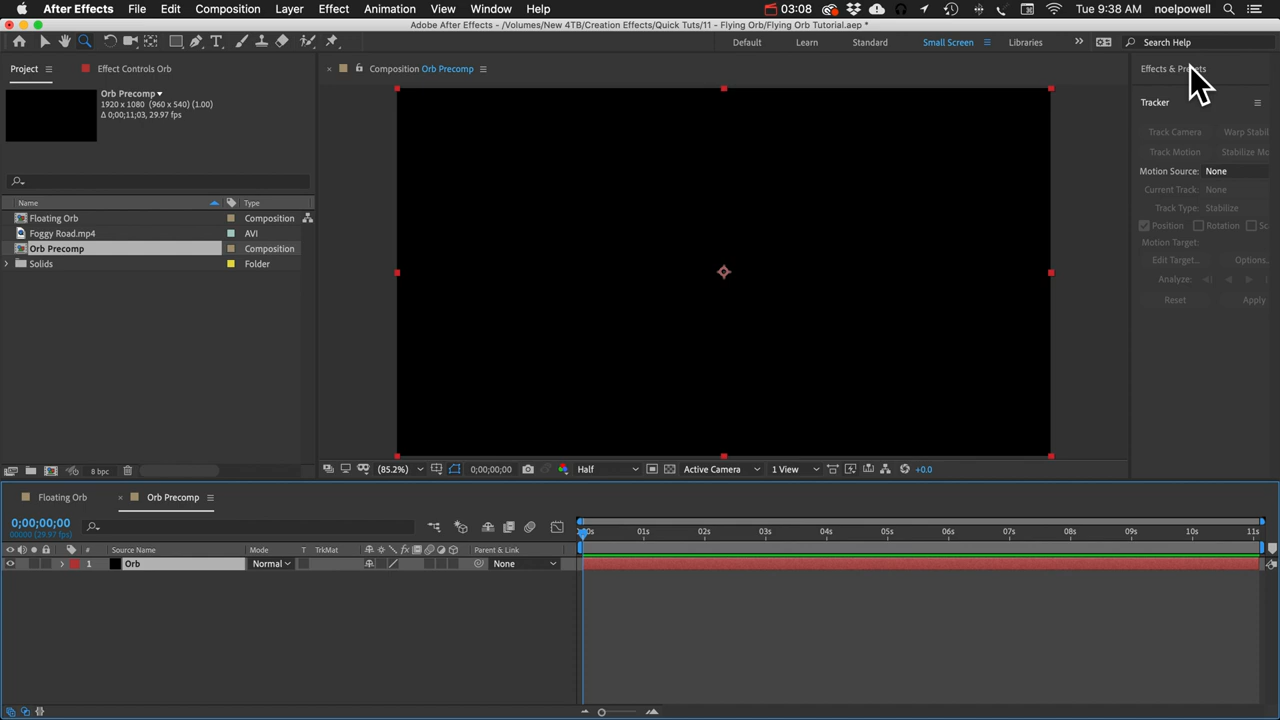 After Effects File Edit Composition Layer Effect Animation View Window Help 03:08 Tue 9:38 AM noelpowell
Adobe After Effects - /Volumes/New 4TB/Creation Effects/Quick Tuts/11 - Flying Orb/Flying Orb Tutorial.aep *
Default Learn Standard Small Screen Libraries Search Help
Project Effect Controls Orb Composition Orb Precomp Effects & Presets
Orb Precomp
1920 x 1080 (960 x 540) (1.00)
Δ 0;00;11;03, 29.97 fps
Tracker
Track Camera Warp Stabil
Track Motion Stabilize Mo
Motion Source: None
Current Track: None
Track Type: Stabilize
Position Rotation Sc
Motion Target:
Edit Target... Options.
Analyze:
Reset Apply
Name Type
Floating Orb Composition
Foggy Road.mp4 AVI
Orb Precomp Composition
Solids Folder
8 bpc (85.2%) 0;00;00;00 Half Active Camera 1 View +0.0
Floating Orb Orb Precomp
0;00;00;00
00000 (29.97 fps)
:00s 01s 02s 03s 04s 05s 06s 07s 08s 09s 10s 11s
# Source Name Mode T TrkMat fx Parent & Link
1 Orb Normal None